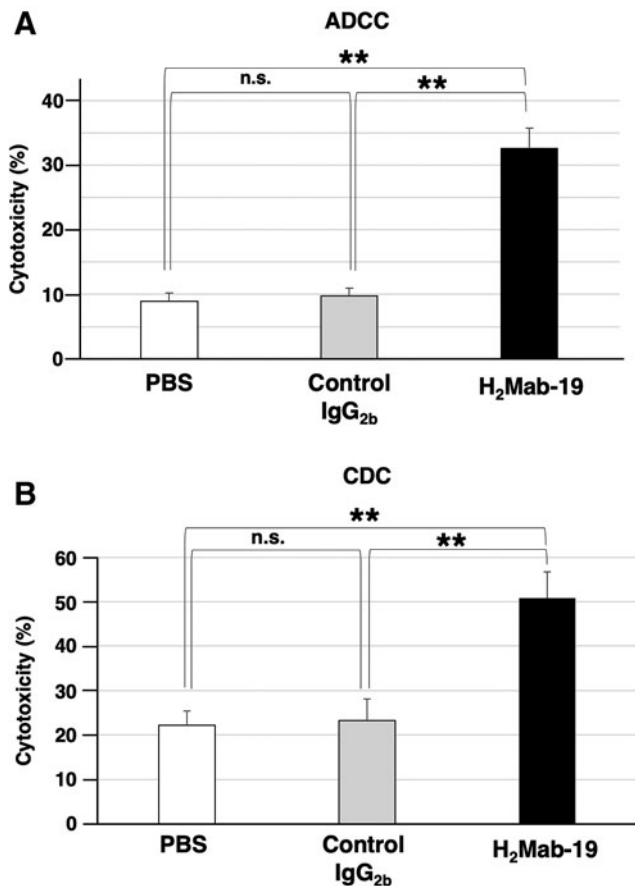 A
ADCC
**
n.s.
**
Cytotoxicity (%)
40
30
20
10
0
PBS
Control
IgG2b
H2Mab-19
B
CDC
**
n.s.
**
Cytotoxicity (%)
60
50
40
30
20
10
0
PBS
Control
IgG2b
H2Mab-19